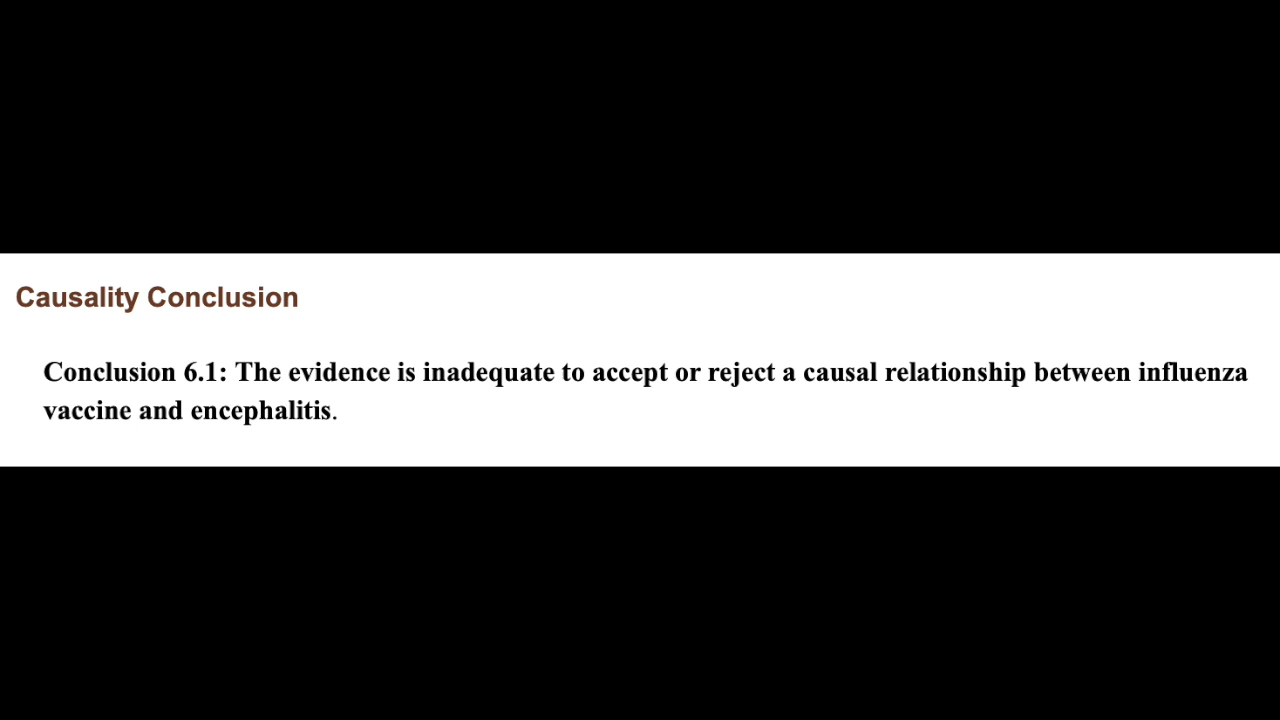 Causality Conclusion
Conclusion 6.1: The evidence is inadequate to accept or reject a causal relationship between influenza
vaccine and encephalitis.